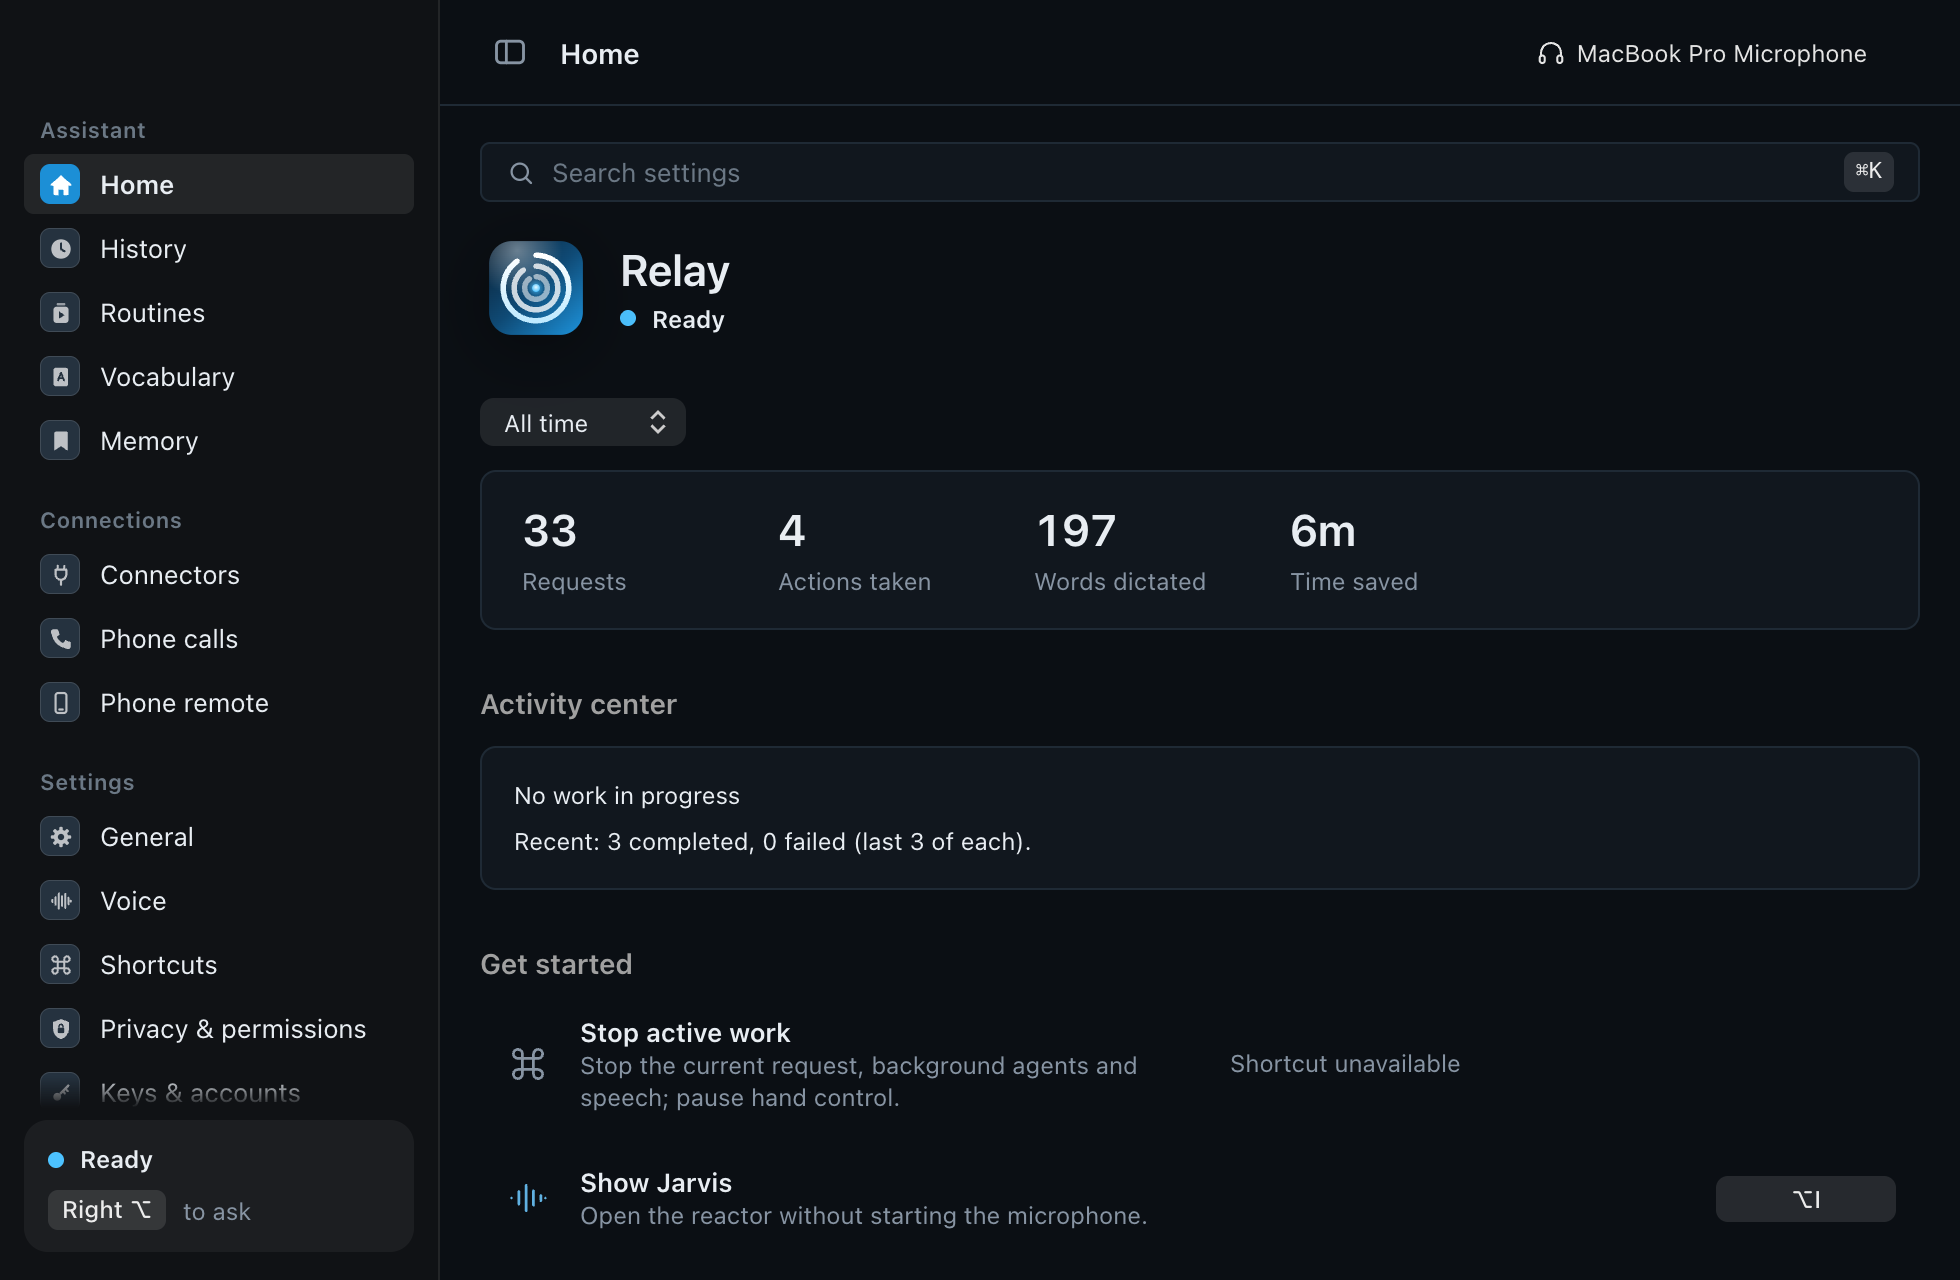 Home
MacBook Pro Microphone
Assistant
Home
History
Routines
Vocabulary
Memory
Connections
Connectors
Phone calls
Phone remote
Settings
General
Voice
Shortcuts
Privacy & permissions
Keys & accounts
Ready
Right ⌥ to ask
Search settings
⌘K
Relay
Ready
All time
33
Requests
4
Actions taken
197
Words dictated
6m
Time saved
Activity center
No work in progress
Recent: 3 completed, 0 failed (last 3 of each).
Get started
Stop active work
Stop the current request, background agents and
speech; pause hand control.
Shortcut unavailable
Show Jarvis
Open the reactor without starting the microphone.
⌥I